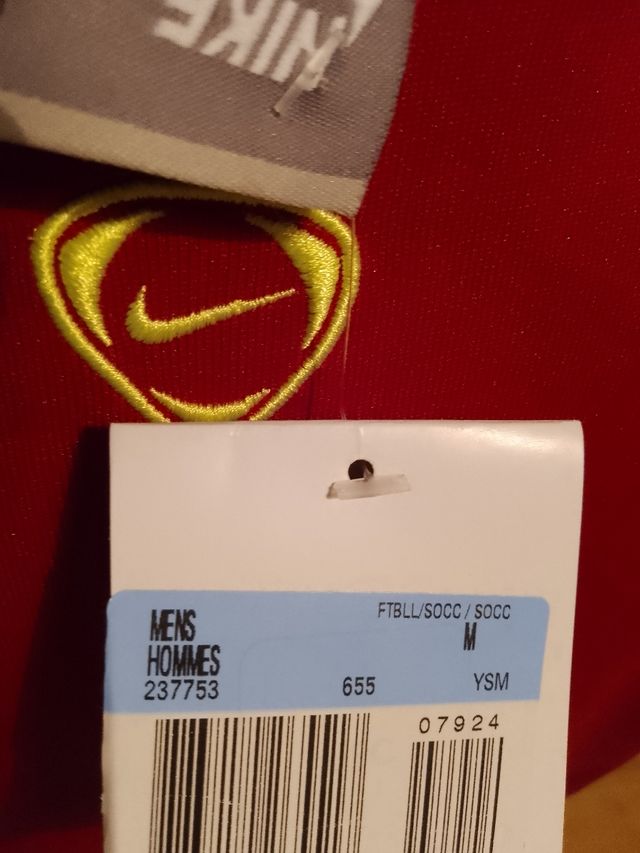 NIKE
FTBLL/SOCC / SOCC
MENS M
HOMMES
237753 655 YSM
07924